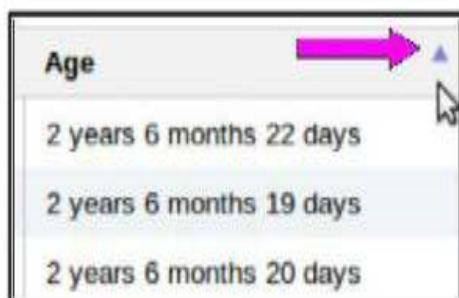 Age
2 years 6 months 22 days
2 years 6 months 19 days
2 years 6 months 20 days